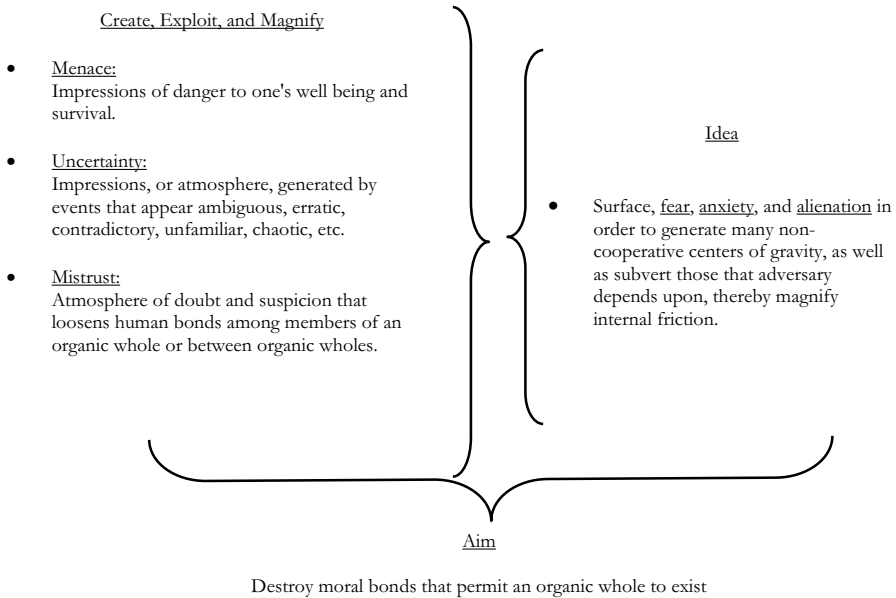 Create, Exploit, and Magnify
• Menace:
Impressions of danger to one's well being and
survival.
• Uncertainty:
Impressions, or atmosphere, generated by
events that appear ambiguous, erratic,
contradictory, unfamiliar, chaotic, etc.
• Mistrust:
Atmosphere of doubt and suspicion that
loosens human bonds among members of an
organic whole or between organic wholes.
Idea
• Surface, fear, anxiety, and alienation in
order to generate many non-
cooperative centers of gravity, as well
as subvert those that adversary
depends upon, thereby magnify
internal friction.
Aim
Destroy moral bonds that permit an organic whole to exist